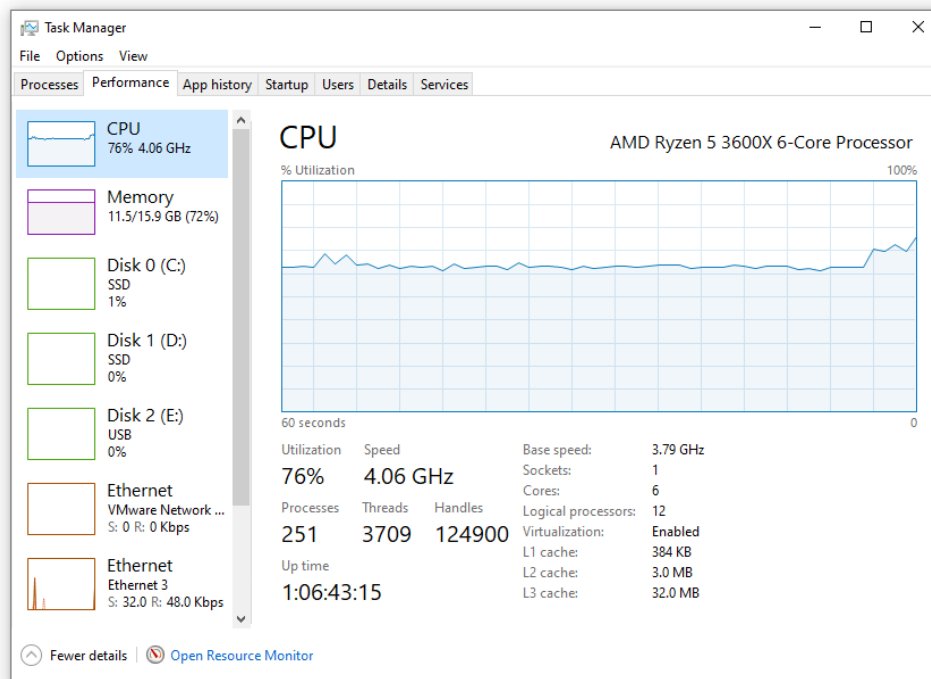 Task Manager
File Options View
Processes Performance App history Startup Users Details Services
CPU
76% 4.06 GHz
Memory
11.5/15.9 GB (72%)
Disk 0 (C:)
SSD
1%
Disk 1 (D:)
SSD
0%
Disk 2 (E:)
USB
0%
Ethernet
VMware Network ...
S: 0 R: 0 Kbps
Ethernet
Ethernet 3
S: 32.0 R: 48.0 Kbps
CPU AMD Ryzen 5 3600X 6-Core Processor
% Utilization 100%
60 seconds 0
Utilization Speed
76% 4.06 GHz
Processes Threads Handles
251 3709 124900
Up time
1:06:43:15
Base speed: 3.79 GHz
Sockets: 1
Cores: 6
Logical processors: 12
Virtualization: Enabled
L1 cache: 384 KB
L2 cache: 3.0 MB
L3 cache: 32.0 MB
Fewer details Open Resource Monitor